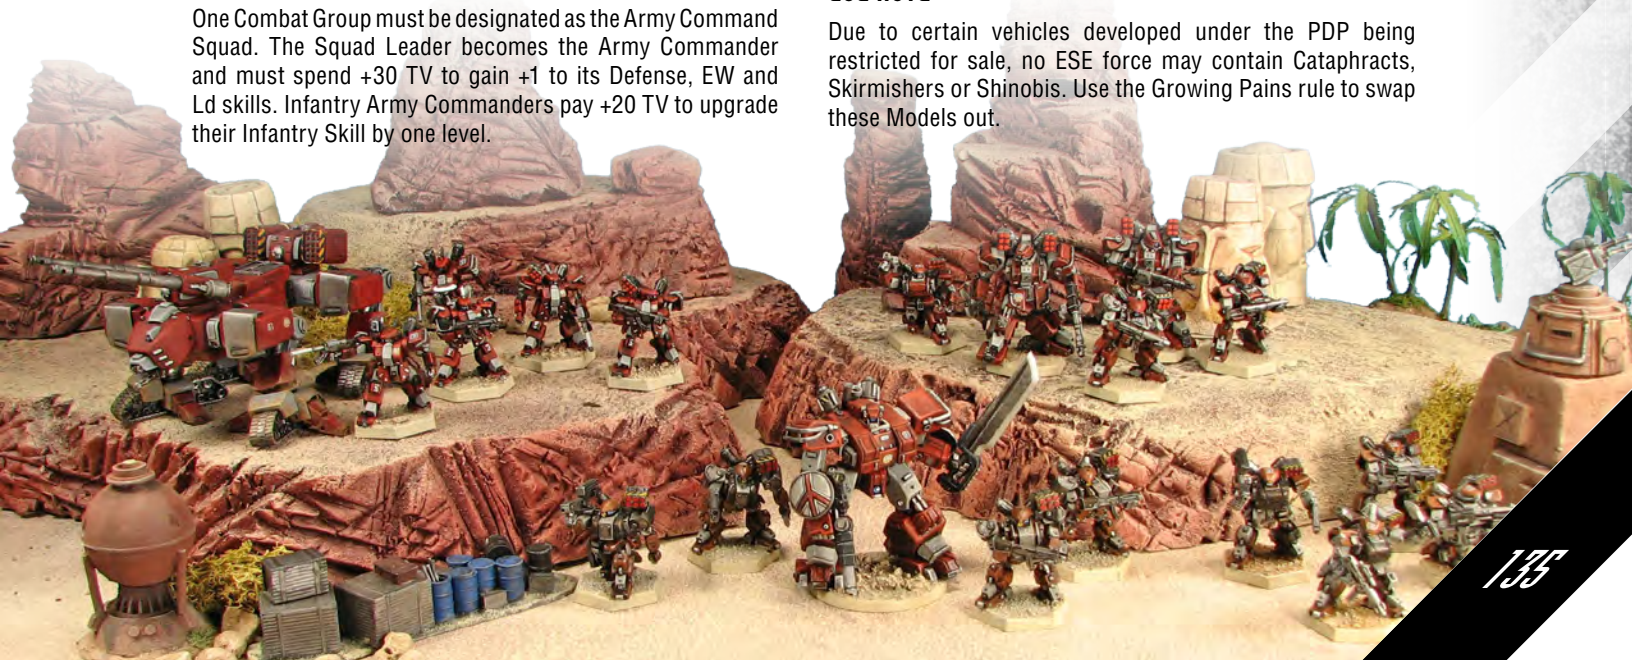 One Combat Group must be designated as the Army Command
Squad. The Squad Leader becomes the Army Commander
and must spend +30 TV to gain +1 to its Defense, EW and
Ld skills. Infantry Army Commanders pay +20 TV to upgrade
their Infantry Skill by one level.
Due to certain vehicles developed under the PDP being
restricted for sale, no ESE force may contain Cataphracts,
Skirmishers or Shinobis. Use the Growing Pains rule to swap
these Models out.
135